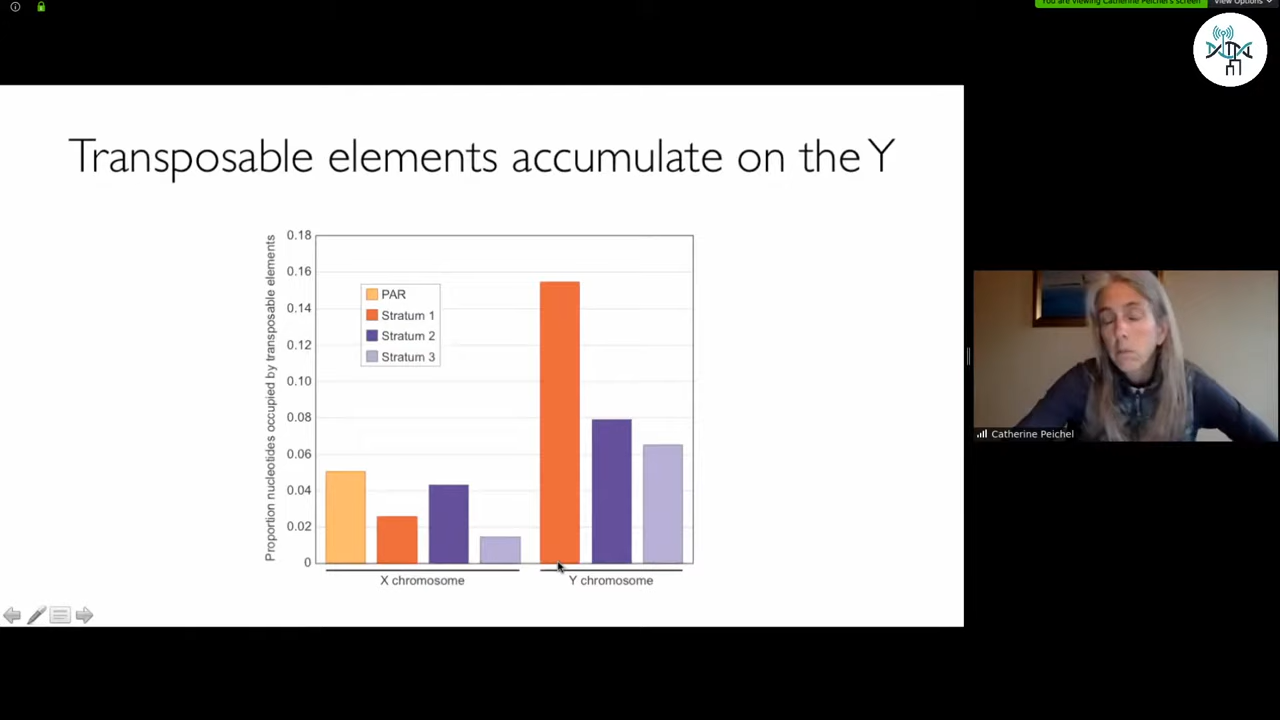 You are viewing Catherine Peichel's screen
View Options
Transposable elements accumulate on the Y
Proportion nucleotides occupied by transposable elements
0.18
0.16
0.14
0.12
0.10
0.08
0.06
0.04
0.02
0
PAR
Stratum 1
Stratum 2
Stratum 3
X chromosome
Y chromosome
Catherine Peichel